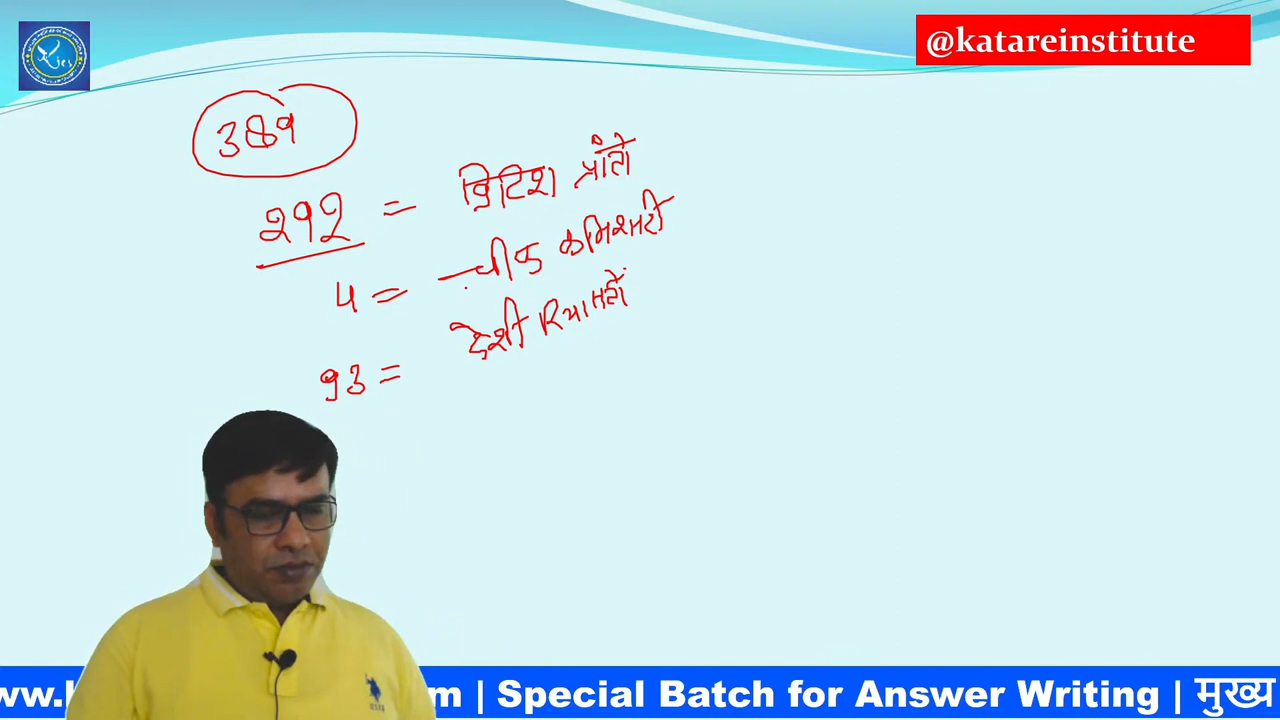 @katareinstitute
389
292 = ब्रिटिश प्रांतो
4 = चीफ कमिश्नरी
93 = देशी रियासतों
m | Special Batch for Answer Writing | मुख्य